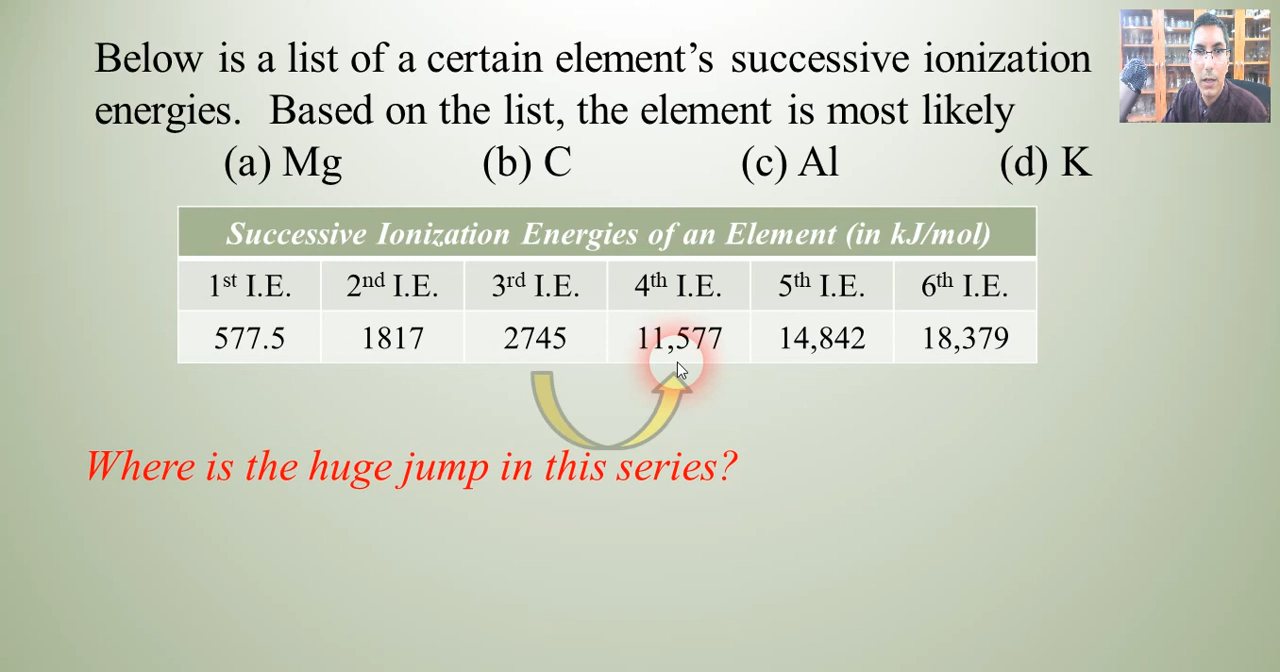 Below is a list of a certain element’s successive ionization
energies. Based on the list, the element is most likely
(a) Mg (b) C (c) Al (d) K
Successive Ionization Energies of an Element (in kJ/mol)
1st I.E. 2nd I.E. 3rd I.E. 4th I.E. 5th I.E. 6th I.E.
577.5 1817 2745 11,577 14,842 18,379
Where is the huge jump in this series?